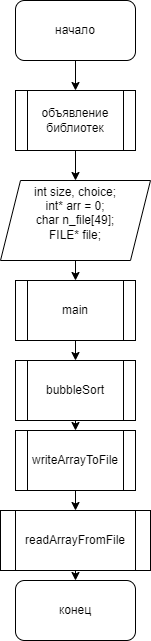 начало
объявление
библиотек
int size, choice;
int* arr = 0;
char n_file[49];
FILE* file;
main
bubbleSort
writeArrayToFile
readArrayFromFile
конец